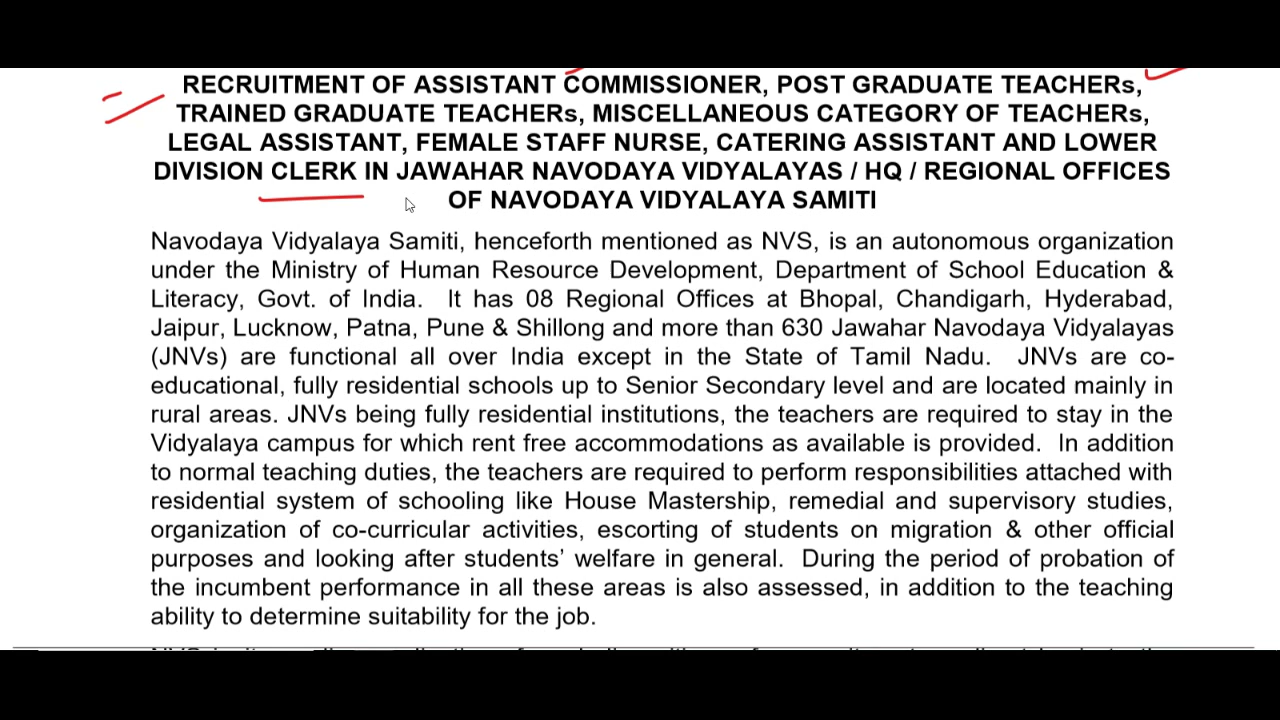 RECRUITMENT OF ASSISTANT COMMISSIONER, POST GRADUATE TEACHERs,
TRAINED GRADUATE TEACHERs, MISCELLANEOUS CATEGORY OF TEACHERs,
LEGAL ASSISTANT, FEMALE STAFF NURSE, CATERING ASSISTANT AND LOWER
DIVISION CLERK IN JAWAHAR NAVODAYA VIDYALAYAS / HQ / REGIONAL OFFICES
OF NAVODAYA VIDYALAYA SAMITI
Navodaya Vidyalaya Samiti, henceforth mentioned as NVS, is an autonomous organization
under the Ministry of Human Resource Development, Department of School Education &
Literacy, Govt. of India. It has 08 Regional Offices at Bhopal, Chandigarh, Hyderabad,
Jaipur, Lucknow, Patna, Pune & Shillong and more than 630 Jawahar Navodaya Vidyalayas
(JNVs) are functional all over India except in the State of Tamil Nadu. JNVs are co-
educational, fully residential schools up to Senior Secondary level and are located mainly in
rural areas. JNVs being fully residential institutions, the teachers are required to stay in the
Vidyalaya campus for which rent free accommodations as available is provided. In addition
to normal teaching duties, the teachers are required to perform responsibilities attached with
residential system of schooling like House Mastership, remedial and supervisory studies,
organization of co-curricular activities, escorting of students on migration & other official
purposes and looking after students’ welfare in general. During the period of probation of
the incumbent performance in all these areas is also assessed, in addition to the teaching
ability to determine suitability for the job.